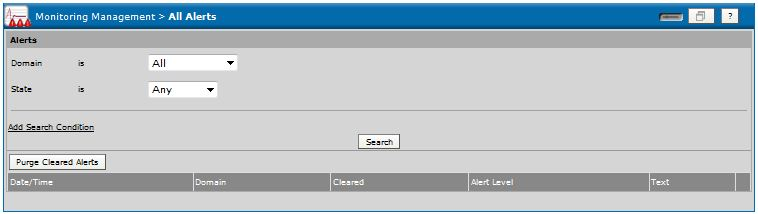 Monitoring Management > All Alerts ?
Alerts
Domain is All
State is Any
Add Search Condition
Search
Purge Cleared Alerts
Date/Time Domain Cleared Alert Level Text